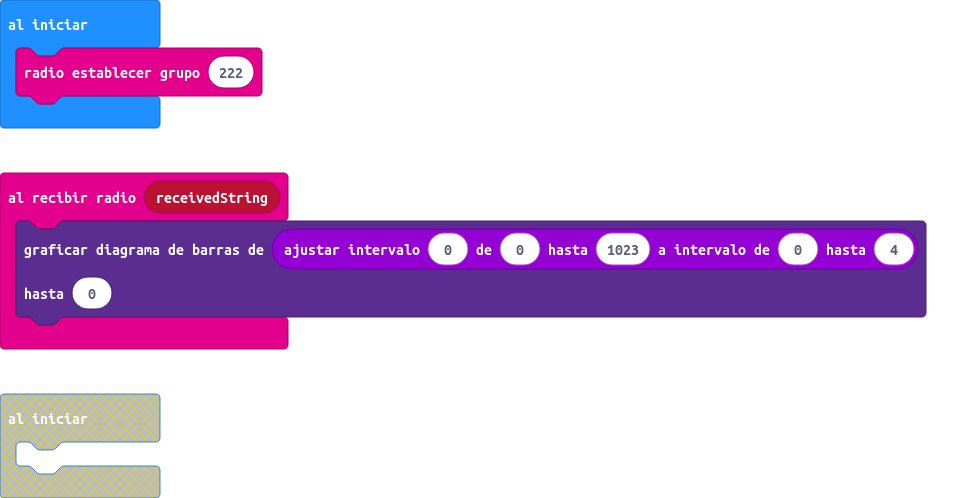 al iniciar
radio establecer grupo 222
al recibir radio receivedString
graficar diagrama de barras de ajustar intervalo 0 de 0 hasta 1023 a intervalo de 0 hasta 4
hasta 0
al iniciar